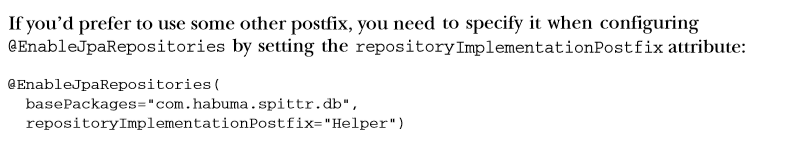 If you’d prefer to use some other postfix, you need to specify it when configuring
@EnableJpaRepositories by setting the repositoryImplementationPostfix attribute:
@EnableJpaRepositories(
basePackages="com.habuma.spittr.db",
repositoryImplementationPostfix="Helper")